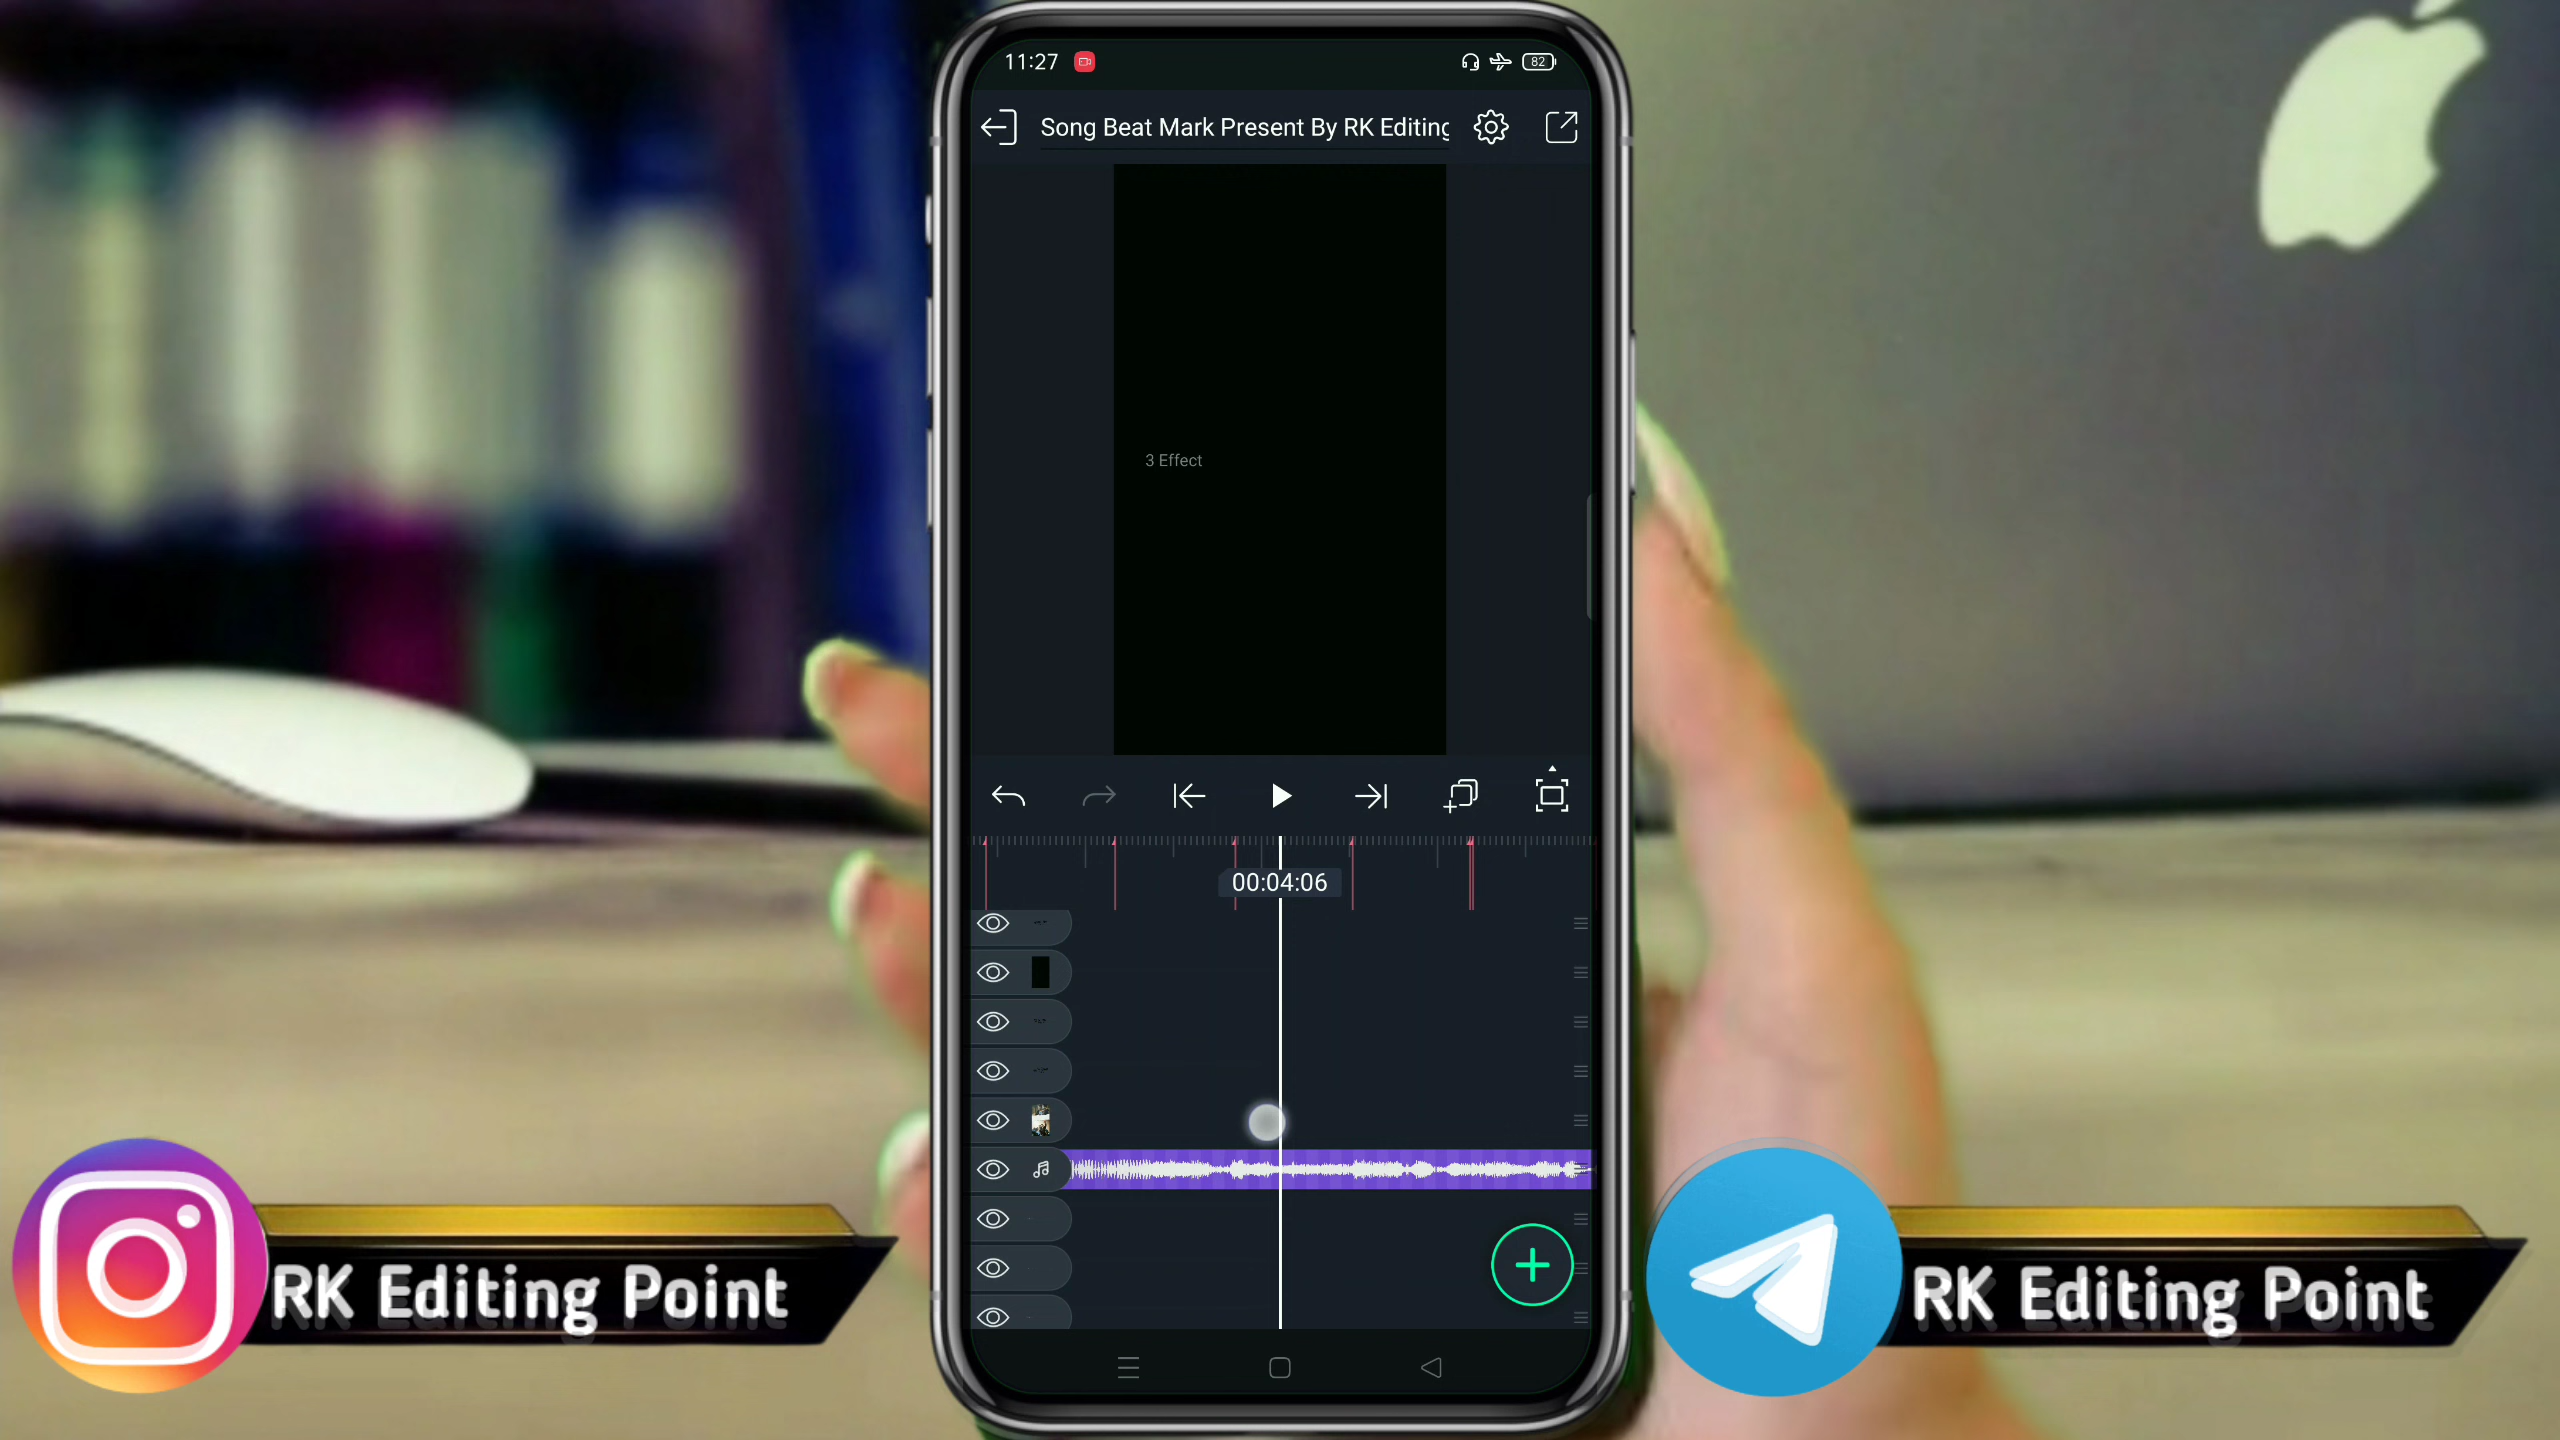 11:27
82
Song Beat Mark Present By RK Editing
3 Effect
00:04:06
RK Editing Point
RK Editing Point